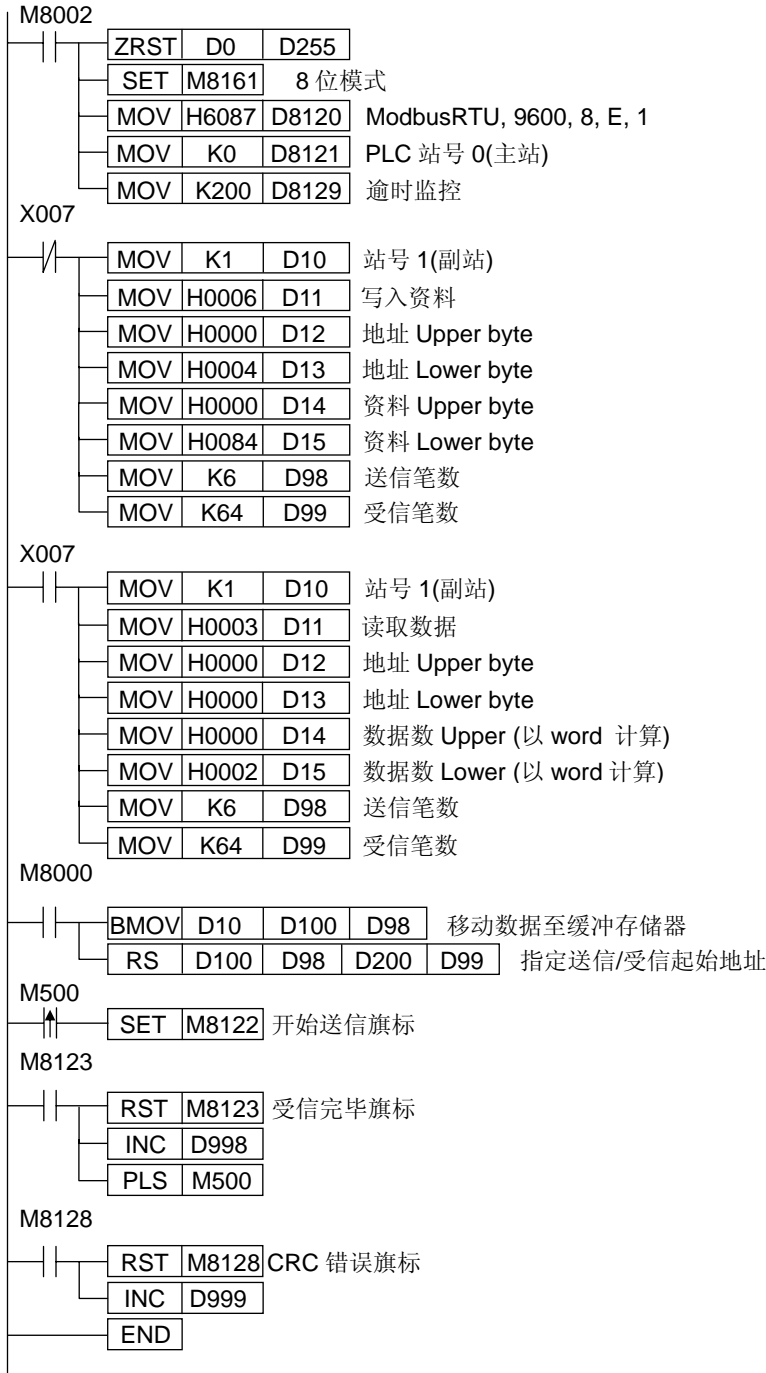 M8002
ZRST D0 D255
SET M8161 8 位模式
MOV H6087 D8120 ModbusRTU, 9600, 8, E, 1
MOV K0 D8121 PLC 站号 0(主站)
MOV K200 D8129 逾时监控
X007
MOV K1 D10 站号 1(副站)
MOV H0006 D11 写入资料
MOV H0000 D12 地址 Upper byte
MOV H0004 D13 地址 Lower byte
MOV H0000 D14 资料 Upper byte
MOV H0084 D15 资料 Lower byte
MOV K6 D98 送信笔数
MOV K64 D99 受信笔数
X007
MOV K1 D10 站号 1(副站)
MOV H0003 D11 读取数据
MOV H0000 D12 地址 Upper byte
MOV H0000 D13 地址 Lower byte
MOV H0000 D14 数据数 Upper (以 word 计算)
MOV H0002 D15 数据数 Lower (以 word 计算)
MOV K6 D98 送信笔数
MOV K64 D99 受信笔数
M8000
BMOV D10 D100 D98 移动数据至缓冲存储器
RS D100 D98 D200 D99 指定送信/受信起始地址
M500
SET M8122 开始送信旗标
M8123
RST M8123 受信完毕旗标
INC D998
PLS M500
M8128
RST M8128 CRC 错误旗标
INC D999
END